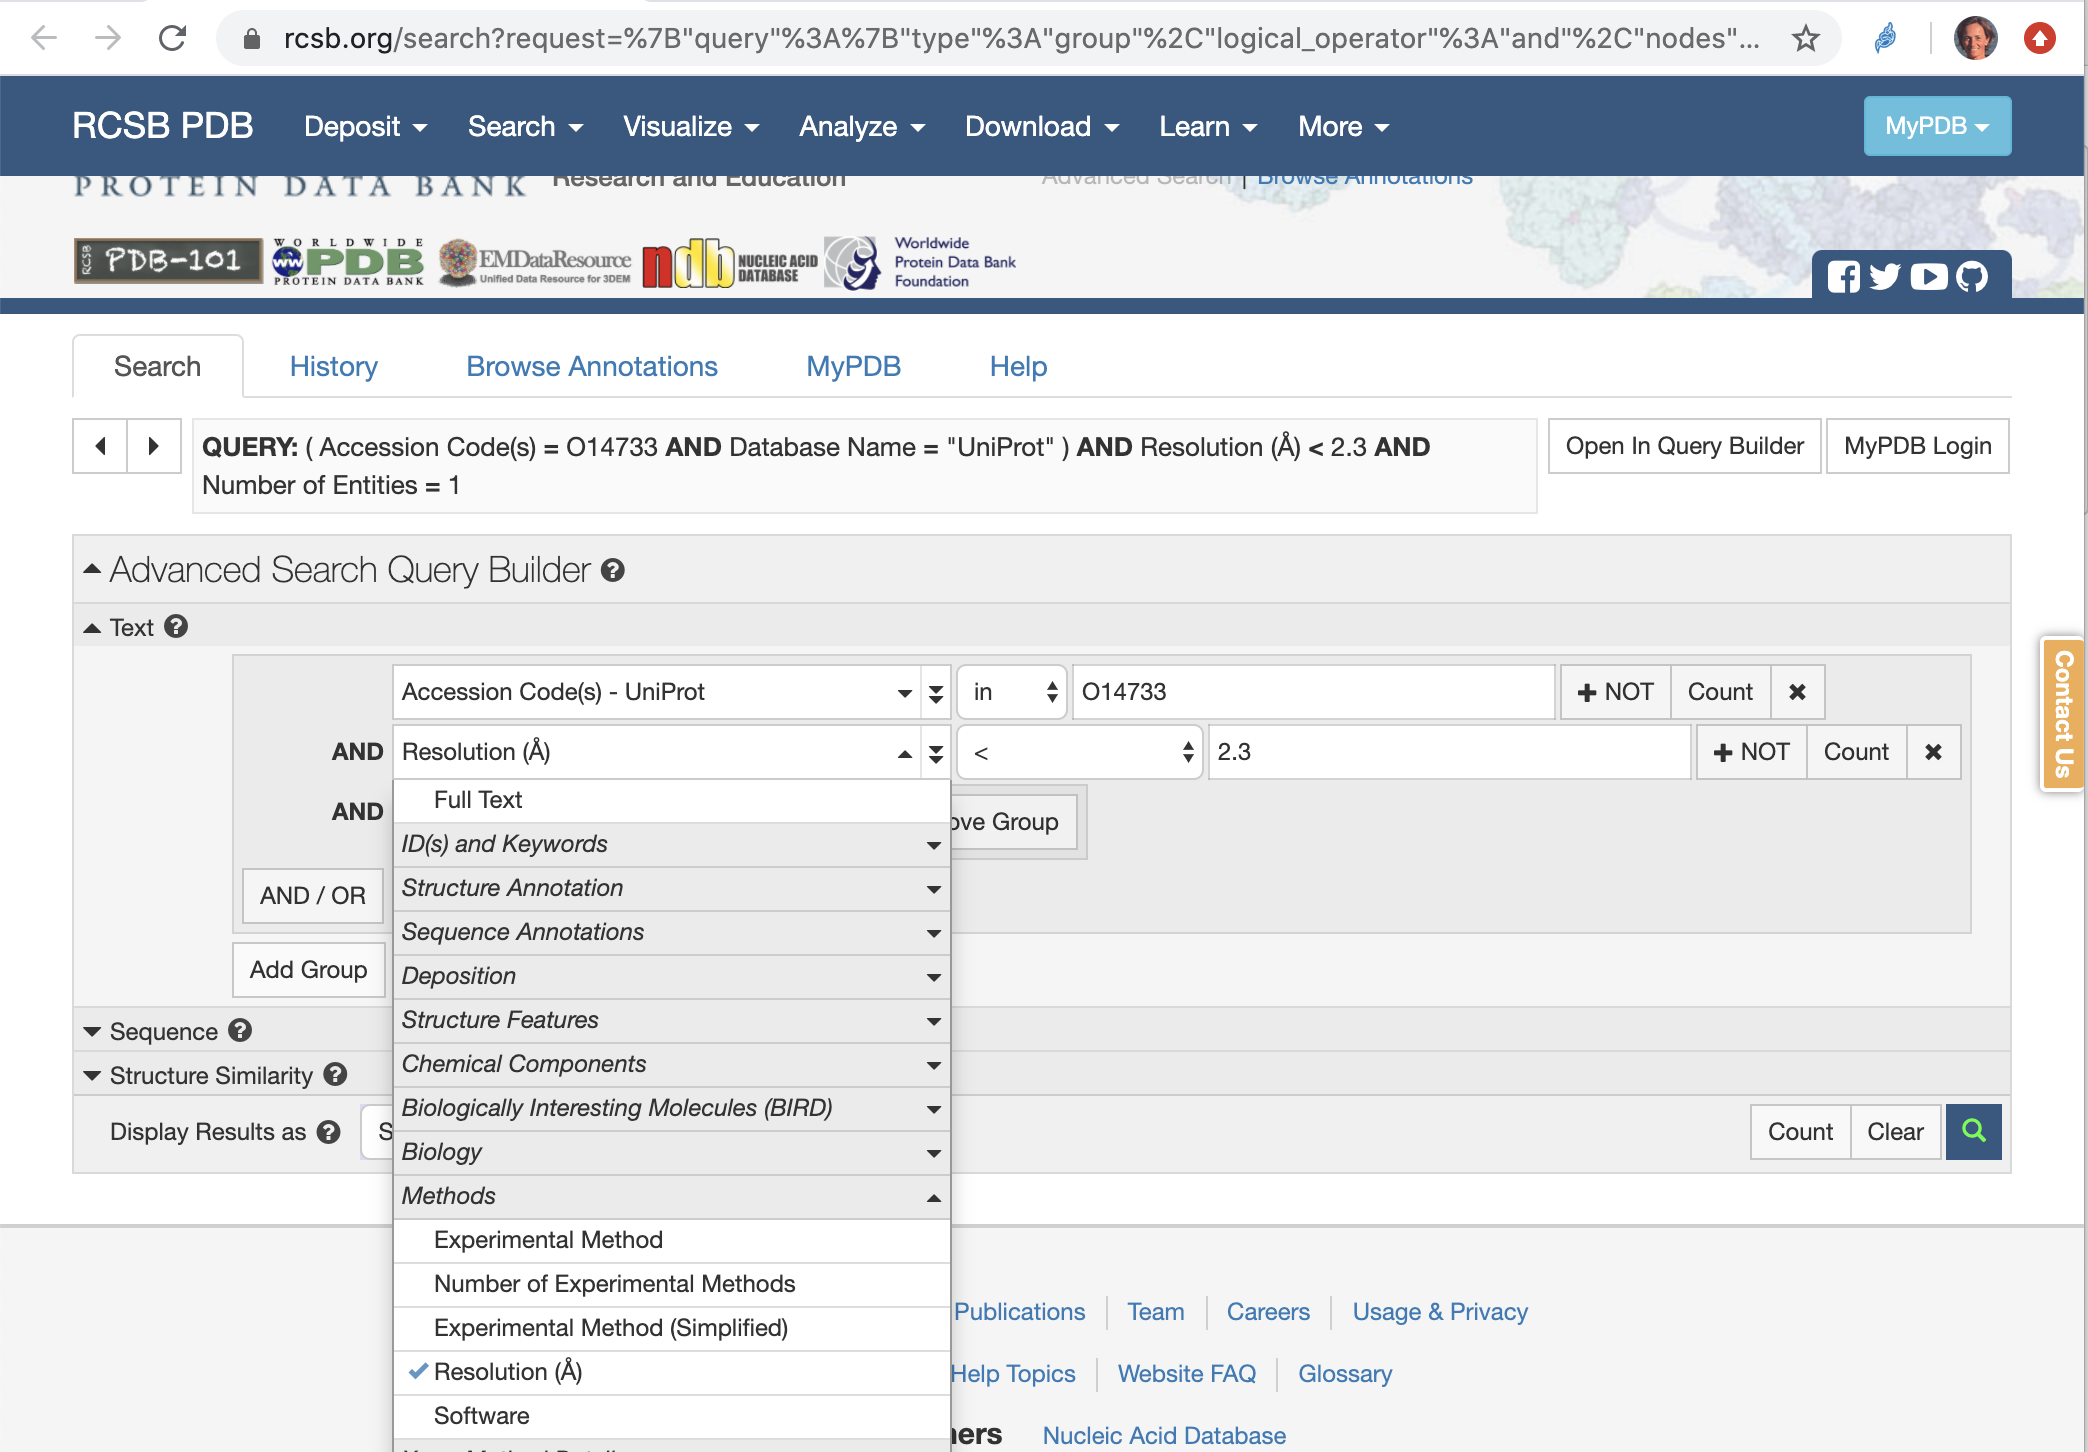 rcsb.org/search?request=%7B"query"%3A%7B"type"%3A"group"%2C"logical_operator"%3A"and"%2C"nodes"...
RCSB PDB Deposit Search Visualize Analyze Download Learn More MyPDB
PROTEIN DATA BANK Research and Education Advanced Search | Browse Annotations
RCSB PDB-101
WORLDWIDE
PDB
PROTEIN DATA BANK
EMDataResource
Unified Data Resource for 3DEM
ndb NUCLEIC ACID
DATABASE
Worldwide
Protein Data Bank
Foundation
Search History Browse Annotations MyPDB Help
QUERY: ( Accession Code(s) = O14733 AND Database Name = "UniProt" ) AND Resolution (Å) < 2.3 AND
Number of Entities = 1
Open In Query Builder MyPDB Login
Advanced Search Query Builder ?
Text ?
Accession Code(s) - UniProt in O14733 + NOT Count ✖
AND Resolution (Å) < 2.3 + NOT Count ✖
AND
ove Group
AND / OR
Add Group
Full Text
ID(s) and Keywords
Structure Annotation
Sequence Annotations
Deposition
Structure Features
Chemical Components
Biologically Interesting Molecules (BIRD)
Biology
Methods
Experimental Method
Number of Experimental Methods
Experimental Method (Simplified)
Resolution (Å)
Software
Sequence ?
Structure Similarity ?
Display Results as ? S
Count Clear
Contact Us
Publications Team Careers Usage & Privacy
Help Topics Website FAQ Glossary
ners Nucleic Acid Database